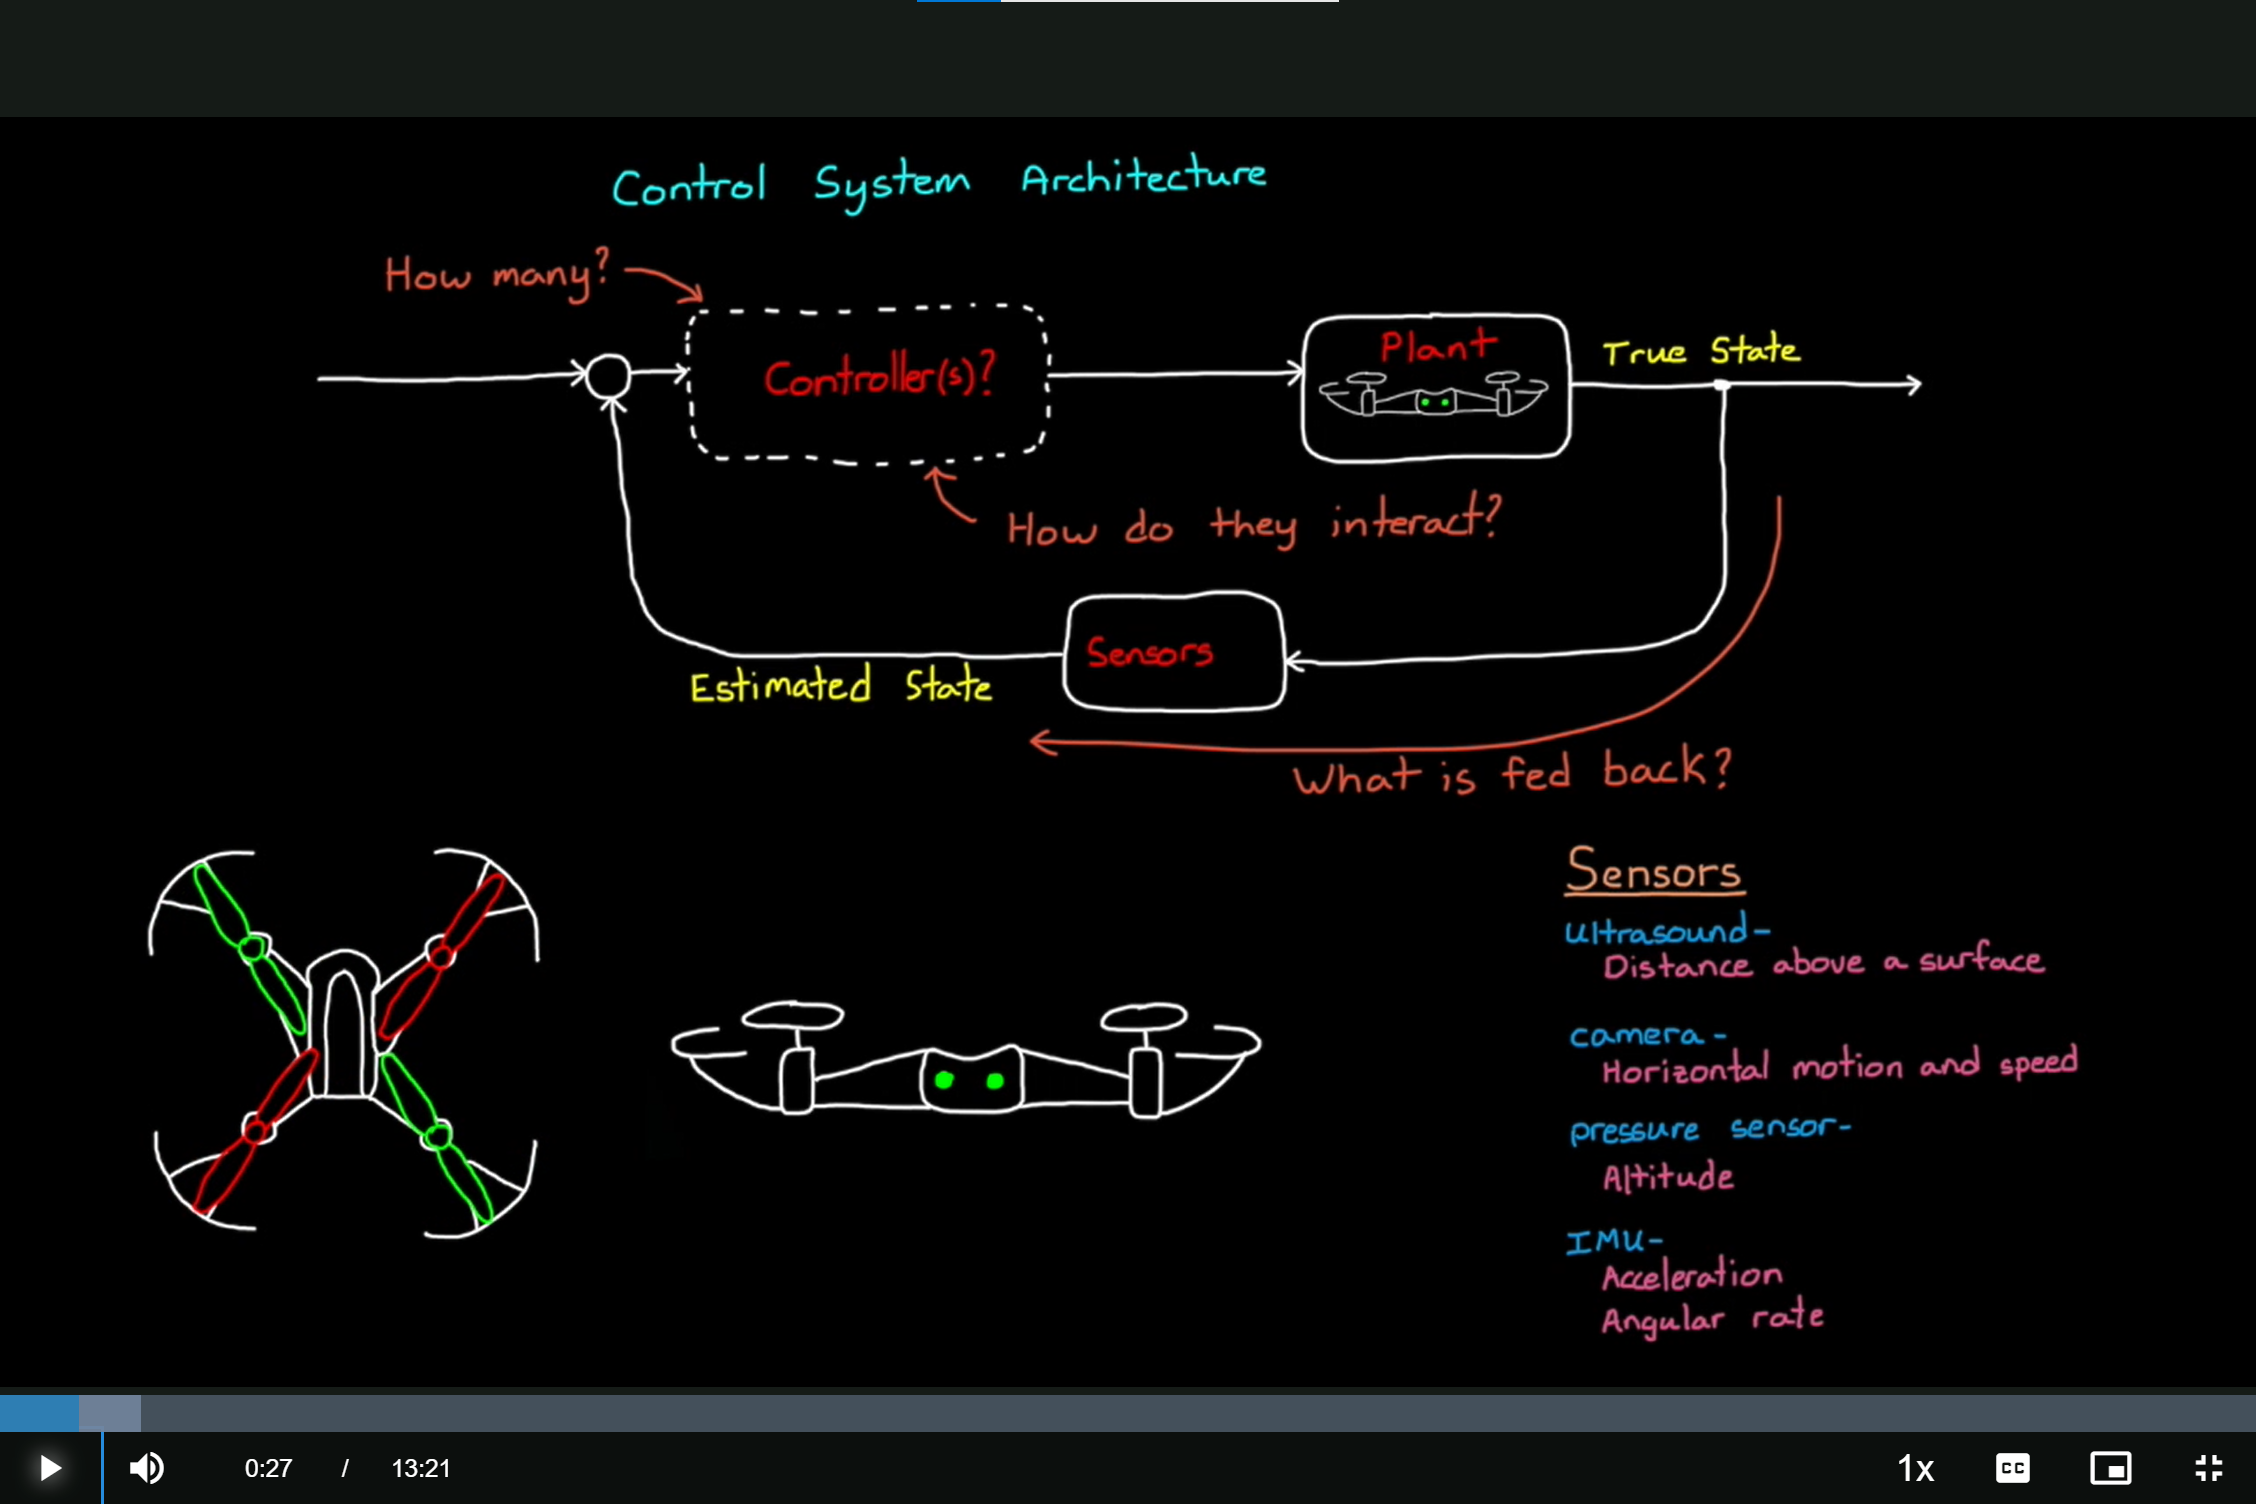 Control System Architecture
How many?
Controller(s)?
Plant
True State
How do they interact?
Sensors
Estimated State
What is fed back?
Sensors
Ultrasound-
Distance above a surface
camera-
Horizontal motion and speed
pressure sensor-
Altitude
IMU-
Acceleration
Angular rate
0:27 / 13:21
1x
CC